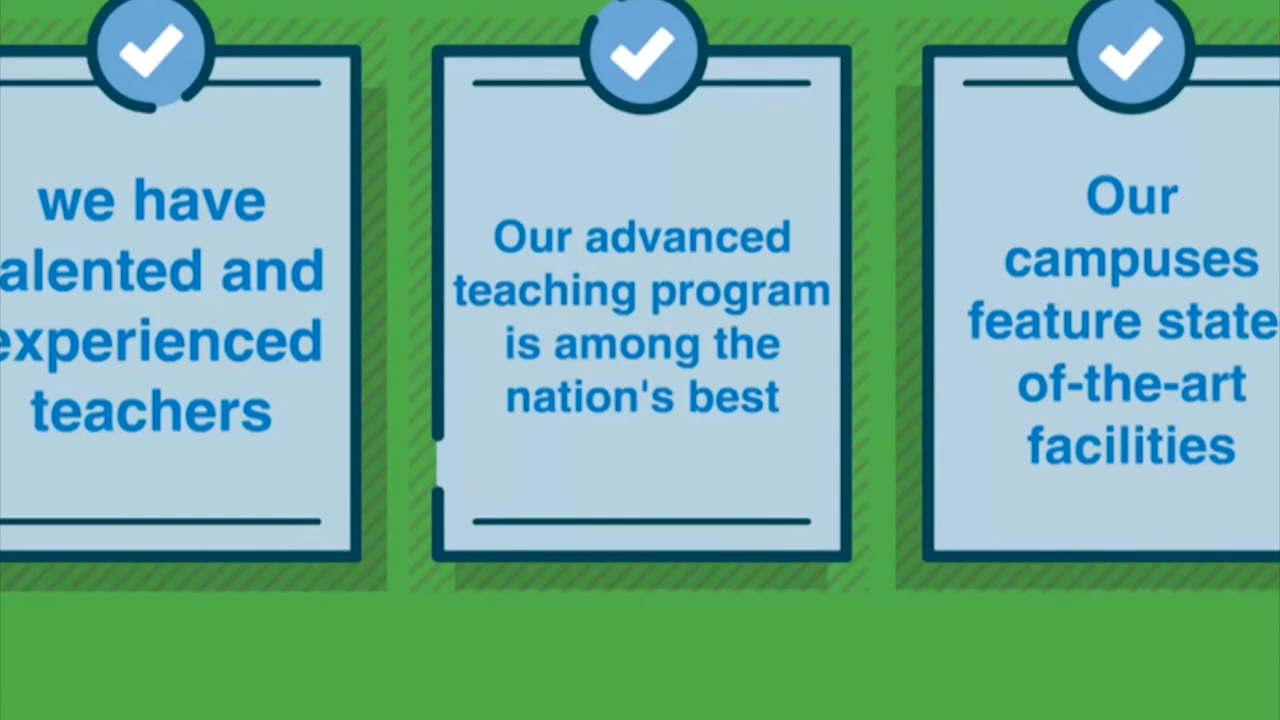 we have
alented and
experienced
teachers
Our advanced
teaching program
is among the
nation's best
Our
campuses
feature state
of-the-art
facilities